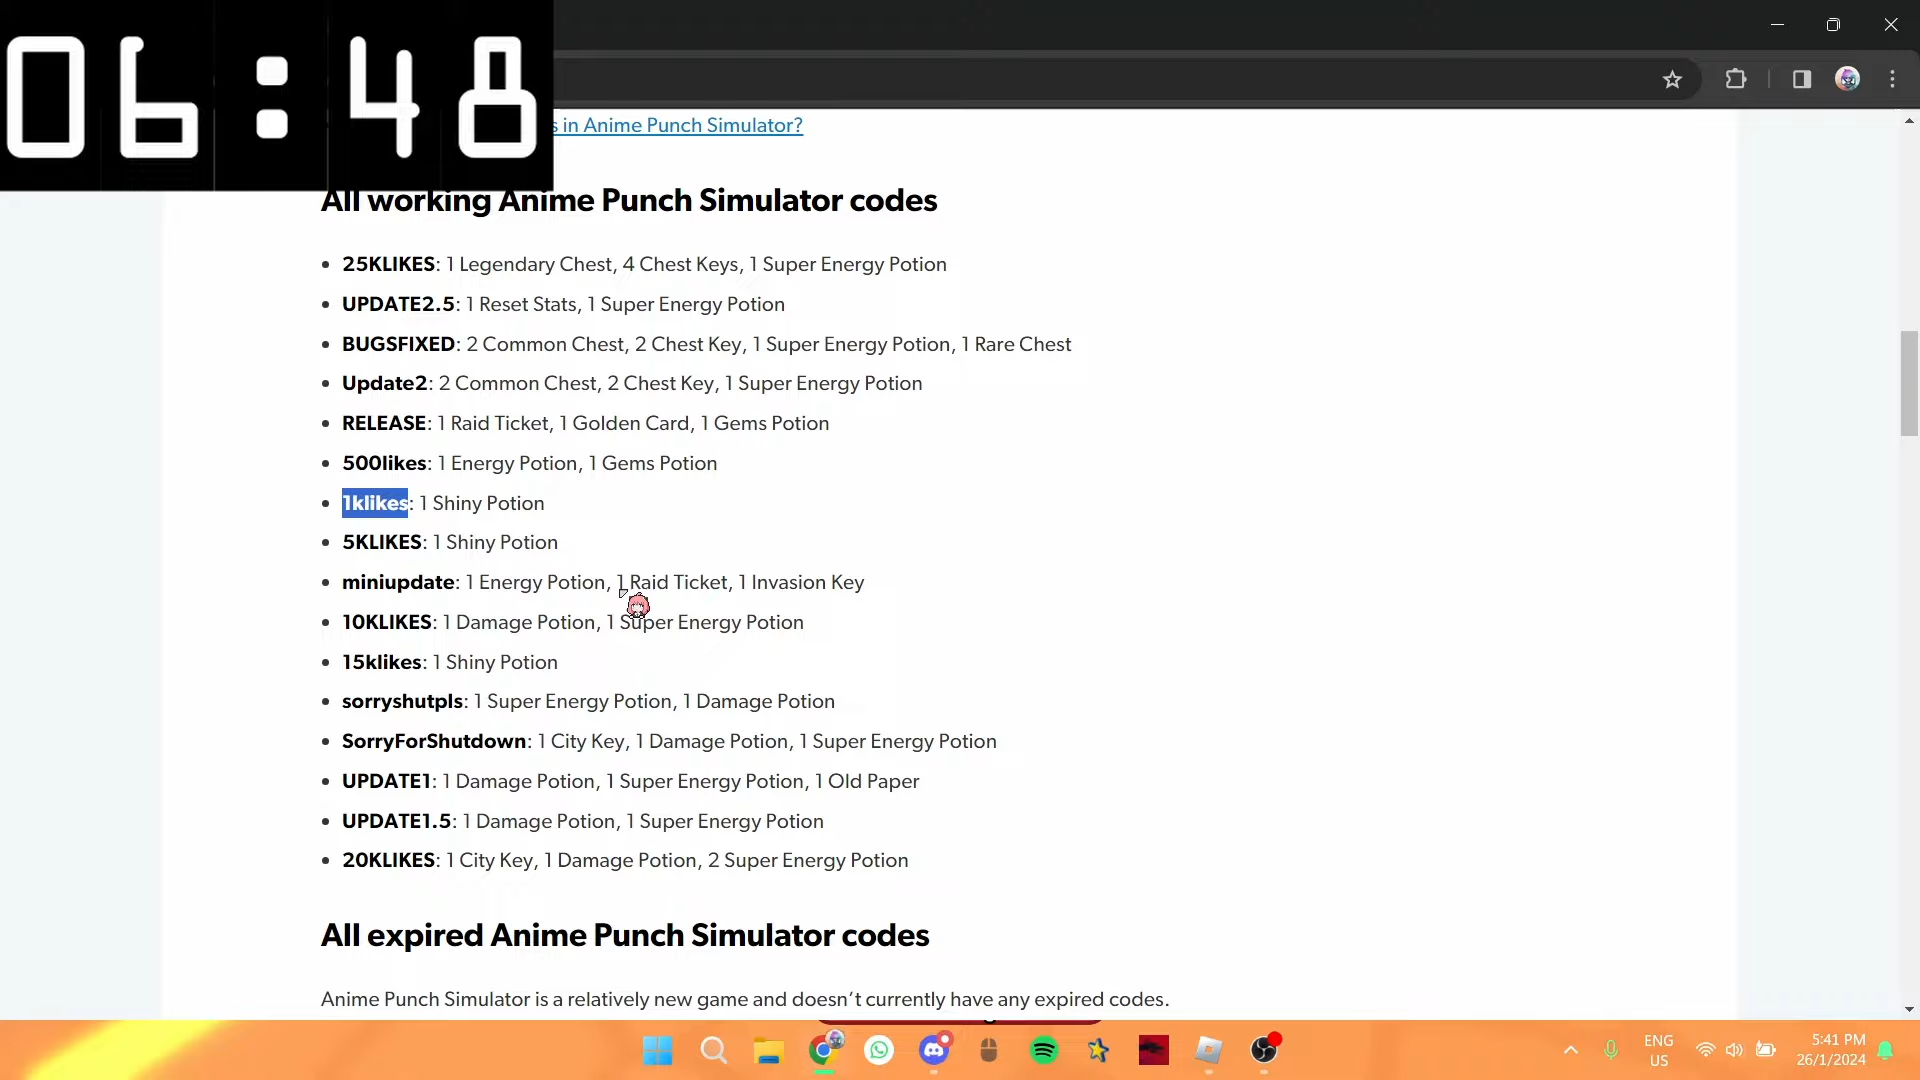 06:48
s in Anime Punch Simulator?
All working Anime Punch Simulator codes
25KLIKES: 1 Legendary Chest, 4 Chest Keys, 1 Super Energy Potion
UPDATE2.5: 1 Reset Stats, 1 Super Energy Potion
BUGSFIXED: 2 Common Chest, 2 Chest Key, 1 Super Energy Potion, 1 Rare Chest
Update2: 2 Common Chest, 2 Chest Key, 1 Super Energy Potion
RELEASE: 1 Raid Ticket, 1 Golden Card, 1 Gems Potion
500likes: 1 Energy Potion, 1 Gems Potion
1klikes: 1 Shiny Potion
5KLIKES: 1 Shiny Potion
miniupdate: 1 Energy Potion, 1 Raid Ticket, 1 Invasion Key
10KLIKES: 1 Damage Potion, 1 Super Energy Potion
15klikes: 1 Shiny Potion
sorryshutpls: 1 Super Energy Potion, 1 Damage Potion
SorryForShutdown: 1 City Key, 1 Damage Potion, 1 Super Energy Potion
UPDATE1: 1 Damage Potion, 1 Super Energy Potion, 1 Old Paper
UPDATE1.5: 1 Damage Potion, 1 Super Energy Potion
20KLIKES: 1 City Key, 1 Damage Potion, 2 Super Energy Potion
All expired Anime Punch Simulator codes
Anime Punch Simulator is a relatively new game and doesn't currently have any expired codes.
ENG
US
5:41 PM
26/1/2024